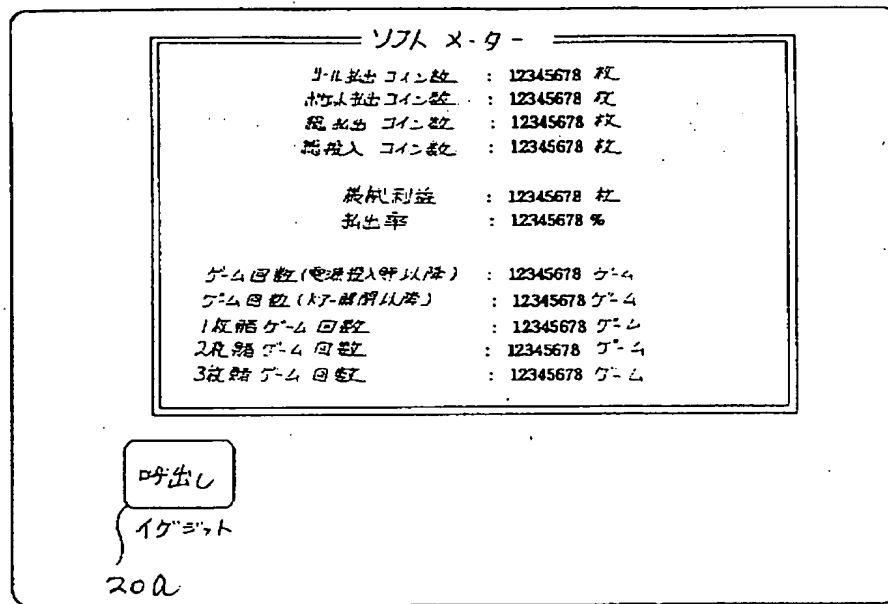 ソフト メーター
リール払出 コイン数 : 12345678 枚
ポケット払出コイン数 : 12345678 枚
総払出 コイン数 : 12345678 枚
総投入 コイン数 : 12345678 枚
機械利益 : 12345678 枚
払出率 : 12345678 %
ゲーム回数(電源投入時以降) : 12345678 ゲーム
ゲーム回数(ドアー開閉以降) : 12345678 ゲーム
1枚賭ゲーム回数 : 12345678 ゲーム
2枚賭ゲーム回数 : 12345678 ゲーム
3枚賭ゲーム回数 : 12345678 ゲーム
呼出し
イグジット
20a